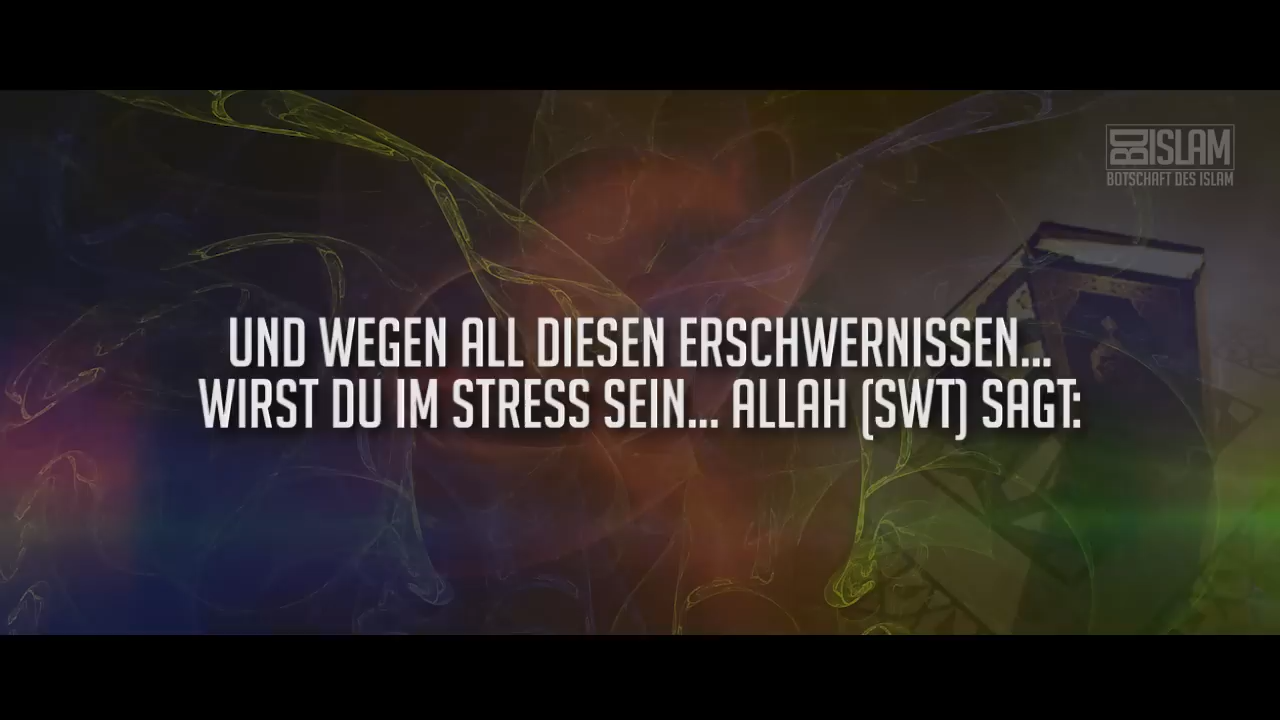 BDISLAM
BOTSCHAFT DES ISLAM
UND WEGEN ALL DIESEN ERSCHWERNISSEN...
WIRST DU IM STRESS SEIN... ALLAH (SWT) SAGT: